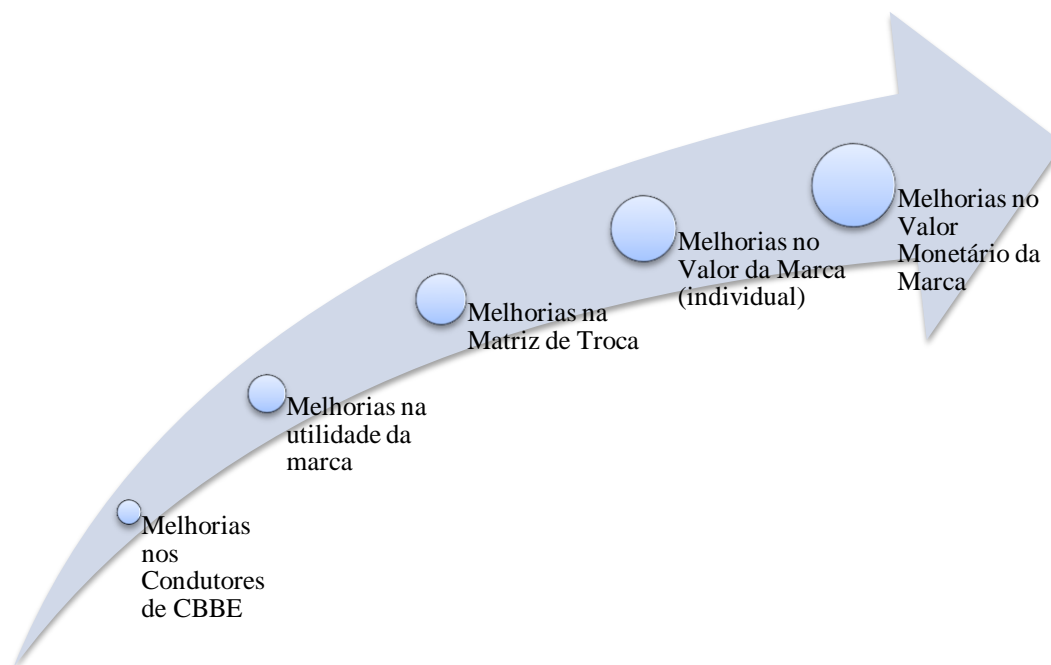 Melhorias
nos
Condutores
de CBBE
Melhorias na
utilidade da
marca
Melhorias na
Matriz de Troca
Melhorias no
Valor da Marca
(individual)
Melhorias no
Valor
Monetário da
Marca